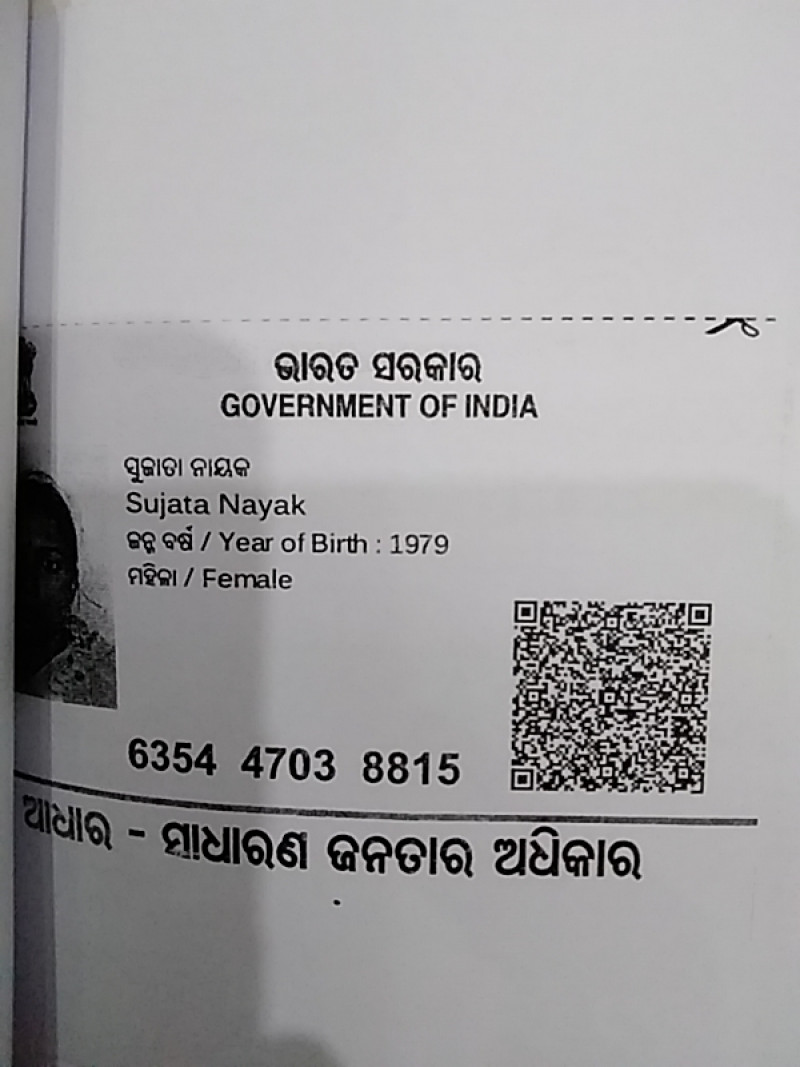 ଭାରତ ସରକାର
GOVERNMENT OF INDIA
ସୁଜାତା ନାୟକ
Sujata Nayak
ଜନ୍ମ ବର୍ଷ / Year of Birth : 1979
ମହିଳା / Female
6354 4703 8815
ଆଧାର - ସାଧାରଣ ଜନତାର ଅଧିକାର